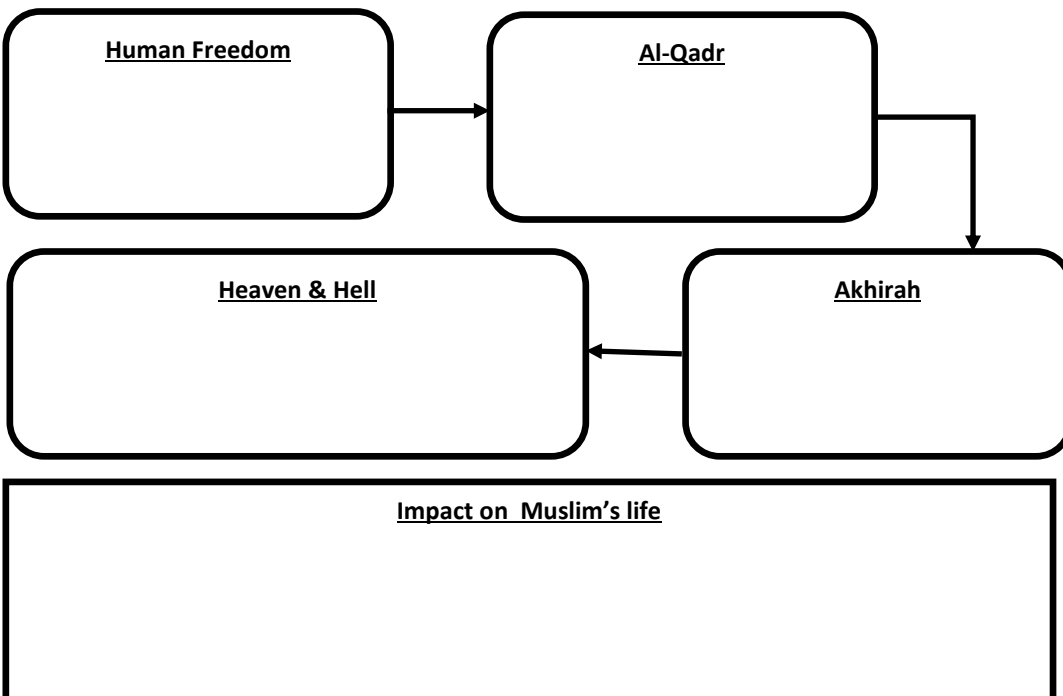 Human Freedom
Al-Qadr
Akhirah
Heaven & Hell
Impact on  Muslim’s life